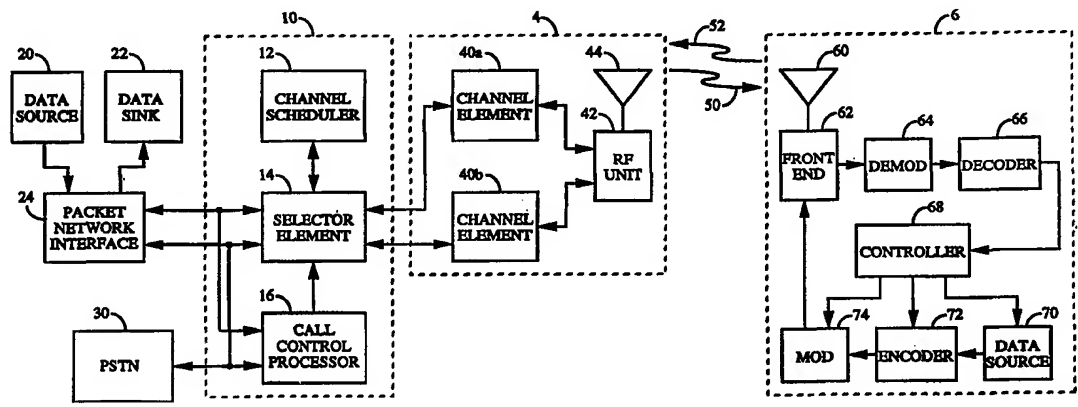 10
4
6
20
22
12
40a
44
52
60
DATA
SOURCE
DATA
SINK
CHANNEL
SCHEDULER
CHANNEL
ELEMENT
50
42
62
64
66
RF
UNIT
FRONT
END
DEMOD
DECODER
24
14
40b
PACKET
NETWORK
INTERFACE
SELECTOR
ELEMENT
CHANNEL
ELEMENT
68
CONTROLLER
30
16
74
72
70
PSTN
CALL
CONTROL
PROCESSOR
MOD
ENCODER
DATA
SOURCE